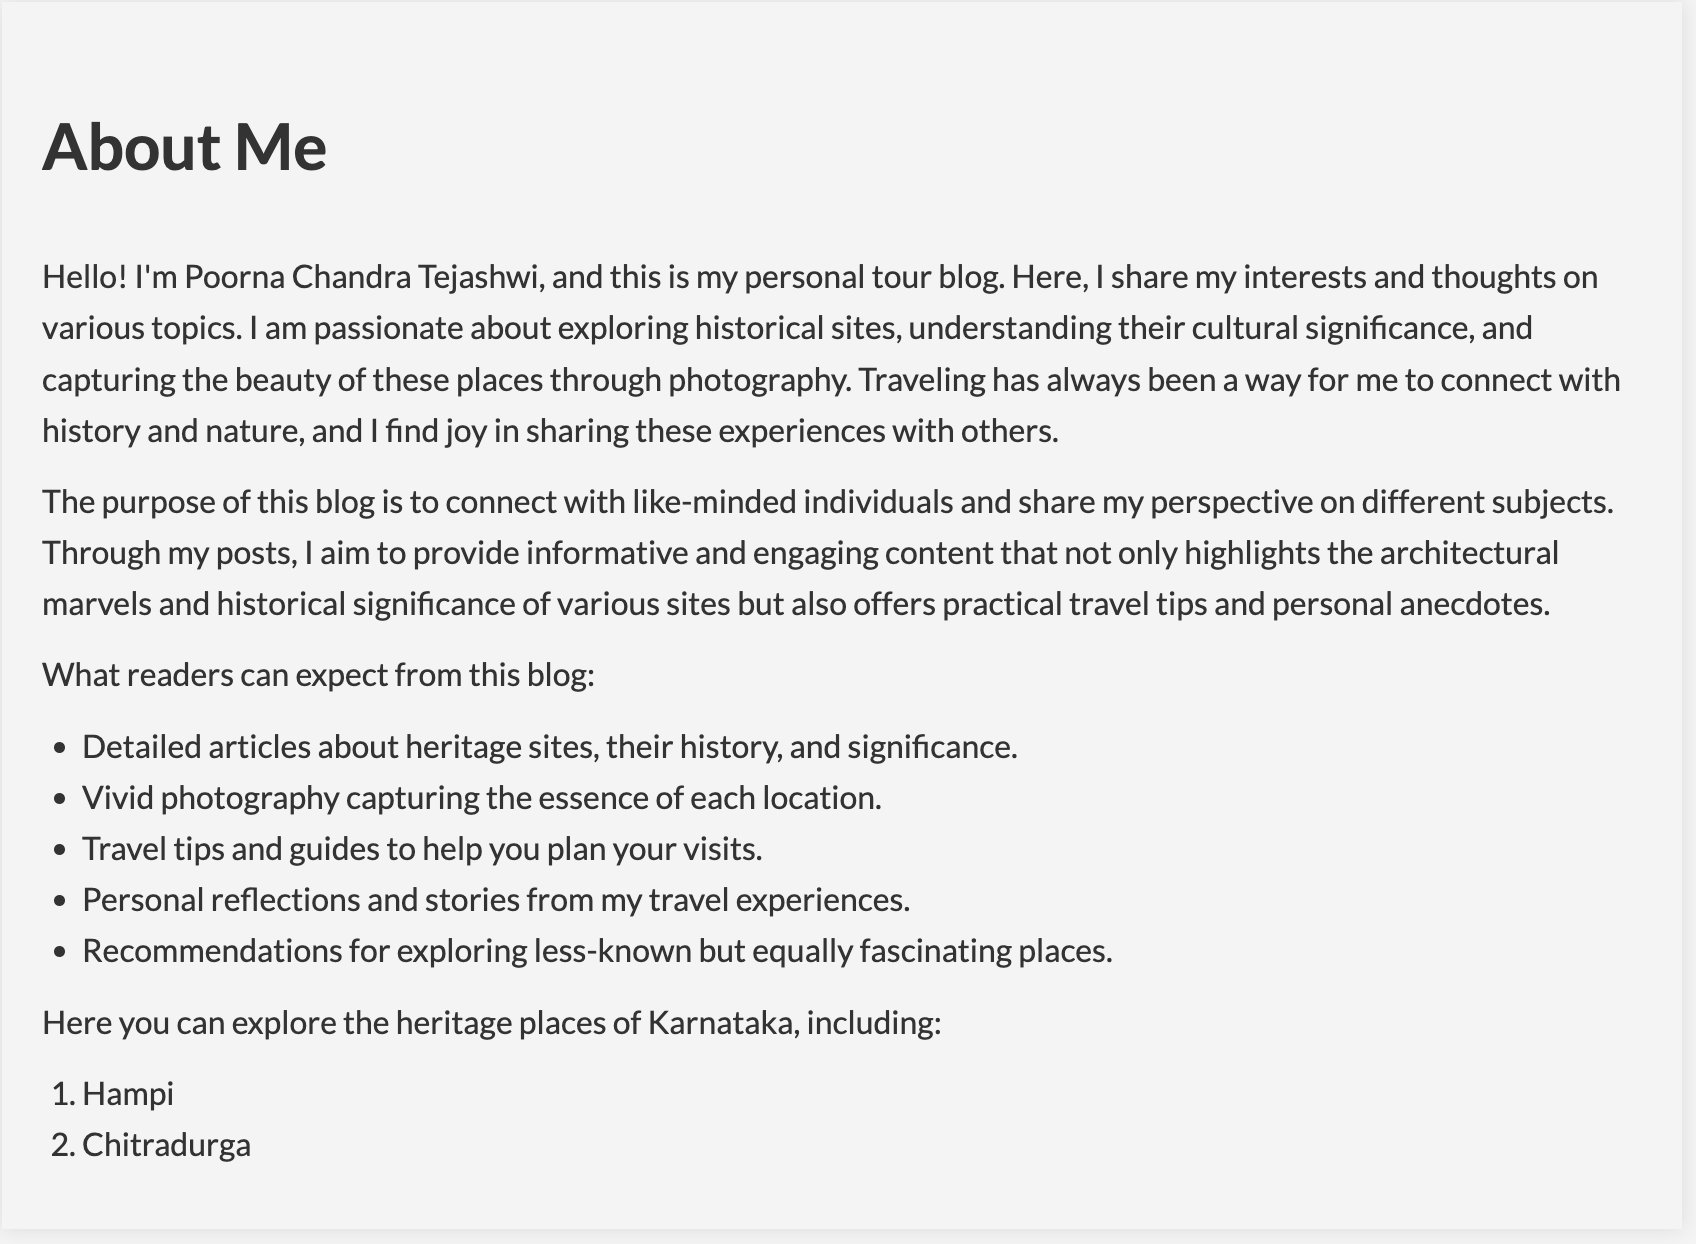 About Me
Hello! I'm Poorna Chandra Tejashwi, and this is my personal tour blog. Here, I share my interests and thoughts on
various topics. I am passionate about exploring historical sites, understanding their cultural significance, and
capturing the beauty of these places through photography. Traveling has always been a way for me to connect with
history and nature, and I find joy in sharing these experiences with others.
The purpose of this blog is to connect with like-minded individuals and share my perspective on different subjects.
Through my posts, I aim to provide informative and engaging content that not only highlights the architectural
marvels and historical significance of various sites but also offers practical travel tips and personal anecdotes.
What readers can expect from this blog:
• Detailed articles about heritage sites, their history, and significance.
• Vivid photography capturing the essence of each location.
• Travel tips and guides to help you plan your visits.
• Personal reflections and stories from my travel experiences.
• Recommendations for exploring less-known but equally fascinating places.
Here you can explore the heritage places of Karnataka, including:
1. Hampi
2. Chitradurga